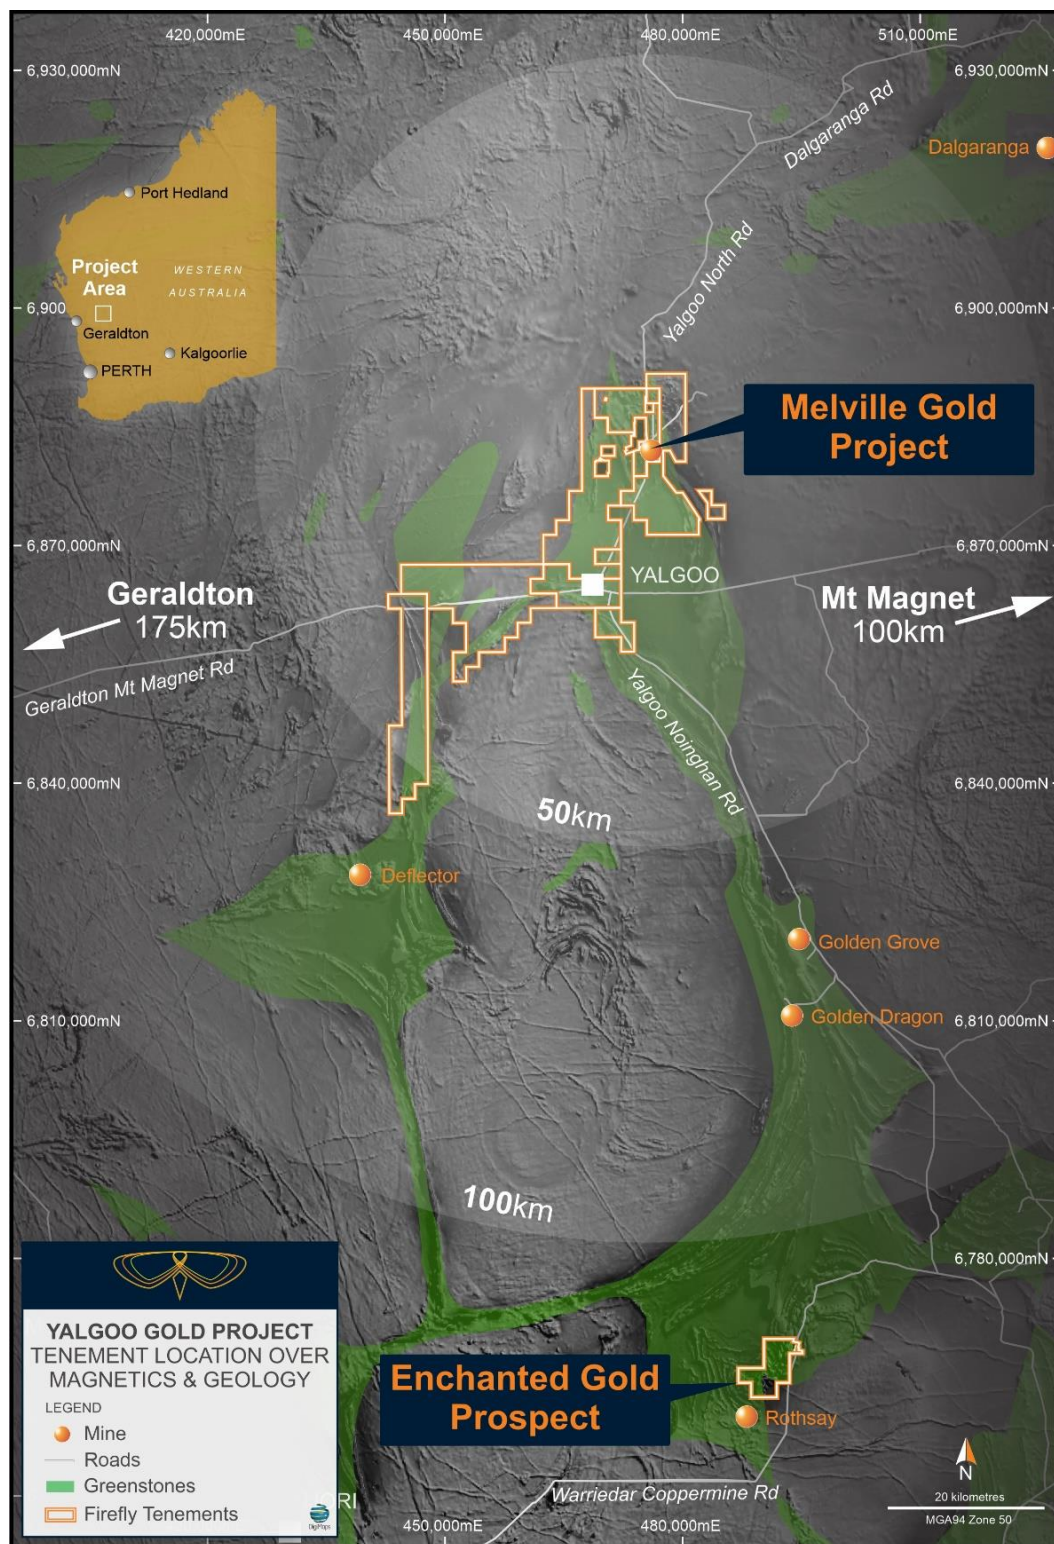 420,000mE
450,000mE
480,000mE
510,000mE
6,930,000mN
6,930,000mN
Dalgaranga Rd
Dalgaranga
Port Hedland
Yalgoo North Rd
Project
Area
WESTERN
AUSTRALIA
6,900
6,900,000mN
Geraldton
Kalgoorlie
PERTH
Melville Gold
Project
6,870,000mN
6,870,000mN
YALGOO
Geraldton
175km
Mt Magnet
100km
Geraldton Mt Magnet Rd
Yalgoo Noinghan Rd
6,840,000mN
6,840,000mN
50km
Deflector
Golden Grove
Golden Dragon
6,810,000mN
6,810,000mN
100km
6,780,000mN
YALGOO GOLD PROJECT
TENEMENT LOCATION OVER
MAGNETICS & GEOLOGY
LEGEND
Mine
Roads
Greenstones
Firefly Tenements
DigiMaps
Enchanted Gold
Prospect
Rothsay
Warriedar Coppermine Rd
N
20 kilometres
MGA94 Zone 50
450,000mE
480,000mE